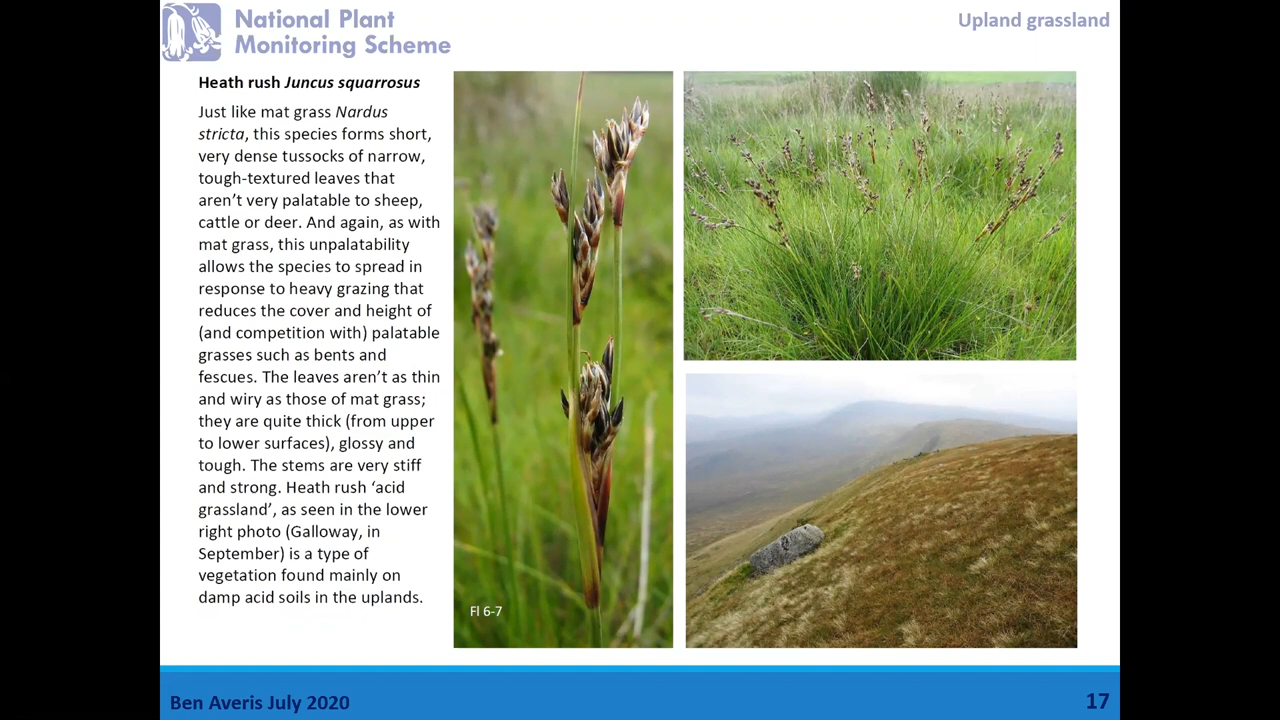 National Plant
Monitoring Scheme
Upland grassland
Heath rush Juncus squarrosus
Just like mat grass Nardus
stricta, this species forms short,
very dense tussocks of narrow,
tough-textured leaves that
aren’t very palatable to sheep,
cattle or deer. And again, as with
mat grass, this unpalatability
allows the species to spread in
response to heavy grazing that
reduces the cover and height of
(and competition with) palatable
grasses such as bents and
fescues. The leaves aren’t as thin
and wiry as those of mat grass;
they are quite thick (from upper
to lower surfaces), glossy and
tough. The stems are very stiff
and strong. Heath rush ‘acid
grassland’, as seen in the lower
right photo (Galloway, in
September) is a type of
vegetation found mainly on
damp acid soils in the uplands.
Fl 6-7
Ben Averis July 2020
17